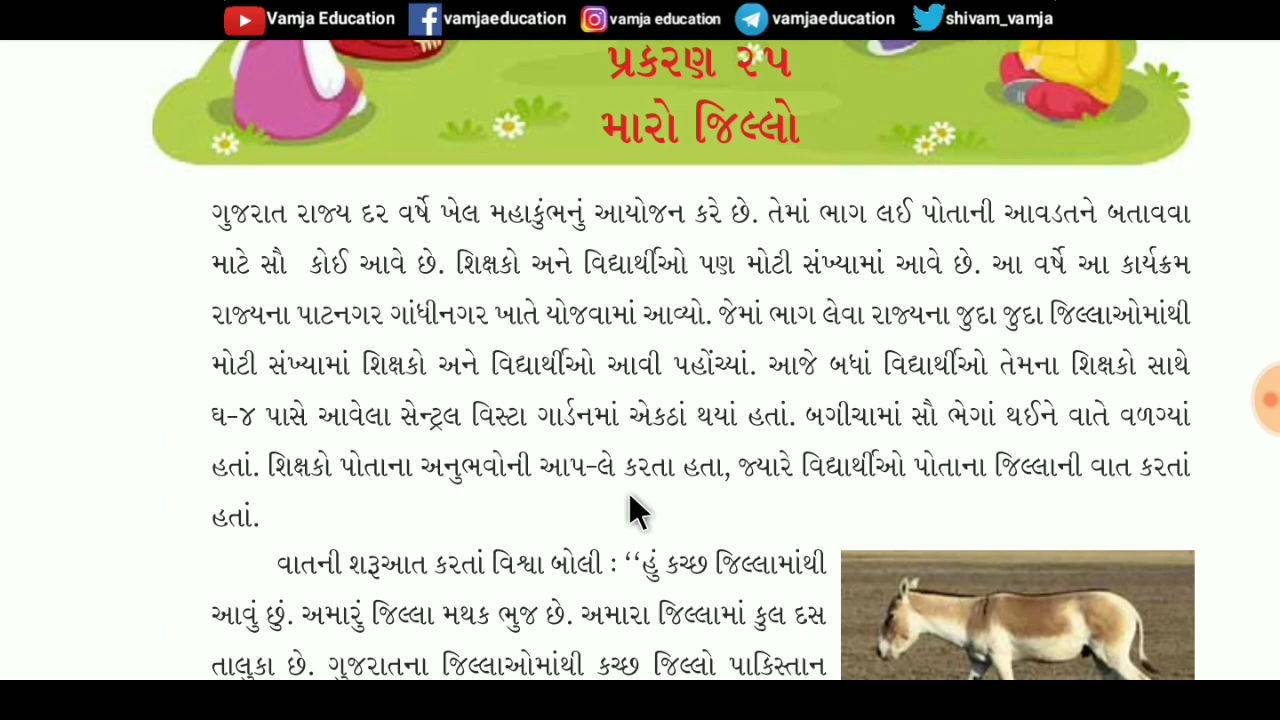 Vamja Education vamjaeducation vamja education vamjaeducation shivam_vamja
પ્રકરણ ૨૫
મારો જિલ્લો
ગુજરાત રાજ્ય દર વર્ષે ખેલ મહાકુંભનું આયોજન કરે છે. તેમાં ભાગ લઈ પોતાની આવડતને બતાવવા
માટે સૌ કોઈ આવે છે. શિક્ષકો અને વિદ્યાર્થીઓ પણ મોટી સંખ્યામાં આવે છે. આ વર્ષે આ કાર્યક્રમ
રાજ્યના પાટનગર ગાંધીનગર ખાતે યોજવામાં આવ્યો. જેમાં ભાગ લેવા રાજ્યના જુદા જુદા જિલ્લાઓમાંથી
મોટી સંખ્યામાં શિક્ષકો અને વિદ્યાર્થીઓ આવી પહોંચ્યાં. આજે બધાં વિદ્યાર્થીઓ તેમના શિક્ષકો સાથે
ઘ-૪ પાસે આવેલા સેન્ટ્રલ વિસ્ટા ગાર્ડનમાં એકઠાં થયાં હતાં. બગીચામાં સૌ ભેગાં થઈને વાતે વળગ્યાં
હતાં. શિક્ષકો પોતાના અનુભવોની આપ-લે કરતા હતા, જ્યારે વિદ્યાર્થીઓ પોતાના જિલ્લાની વાત કરતાં
હતાં.
વાતની શરૂઆત કરતાં વિશ્વા બોલી : ‘‘હું કચ્છ જિલ્લામાંથી
આવું છું. અમારું જિલ્લા મથક ભુજ છે. અમારા જિલ્લામાં કુલ દસ
તાલુકા છે. ગુજરાતના જિલ્લાઓમાંથી કચ્છ જિલ્લો પાકિસ્તાન